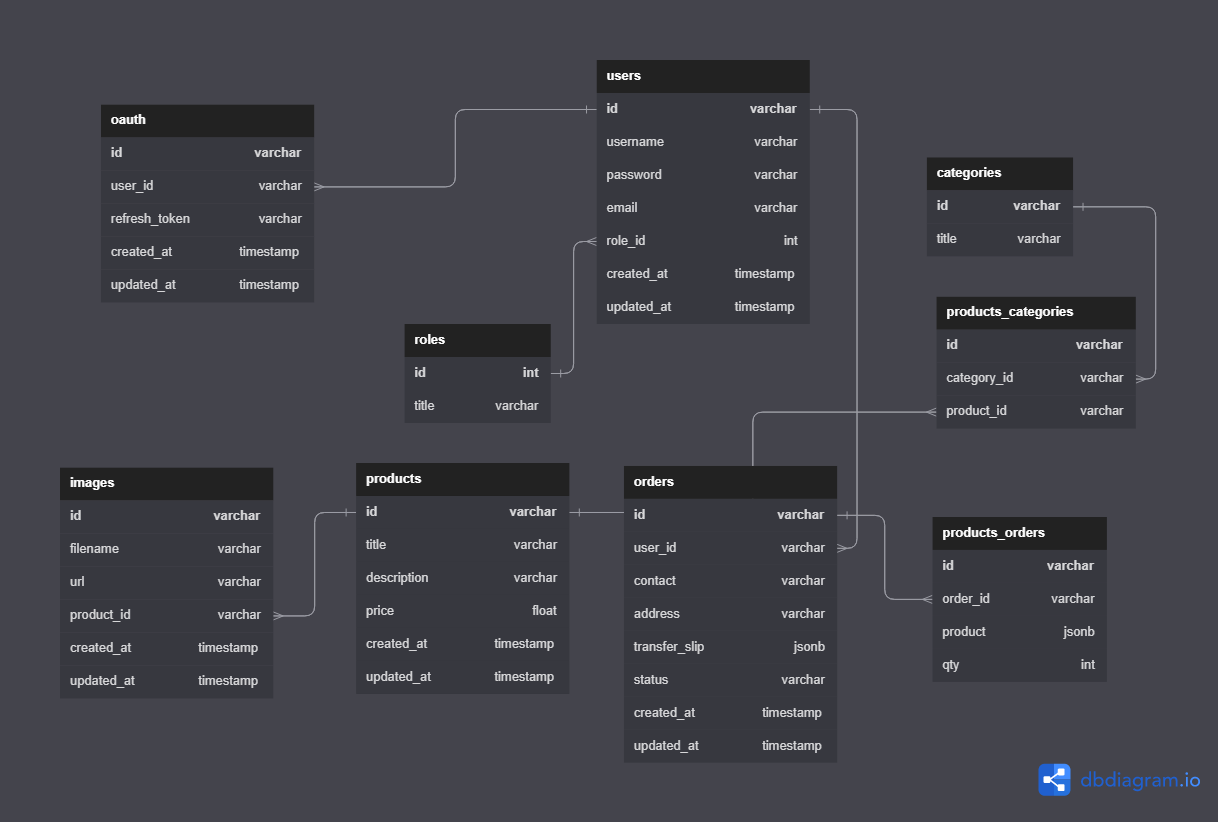 users
id varchar
username varchar
password varchar
email varchar
role_id int
created_at timestamp
updated_at timestamp
oauth
id varchar
user_id varchar
refresh_token varchar
created_at timestamp
updated_at timestamp
categories
id varchar
title varchar
products_categories
id varchar
category_id varchar
product_id varchar
roles
id int
title varchar
images
id varchar
filename varchar
url varchar
product_id varchar
created_at timestamp
updated_at timestamp
products
id varchar
title varchar
description varchar
price float
created_at timestamp
updated_at timestamp
orders
id varchar
user_id varchar
contact varchar
address varchar
transfer_slip jsonb
status varchar
created_at timestamp
updated_at timestamp
products_orders
id varchar
order_id varchar
product jsonb
qty int
dbdiagram.io